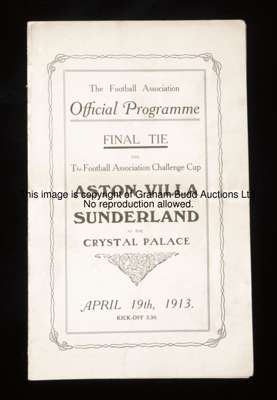 The Football Association
Official Programme
FINAL TIE
FOR
The Football Association Challenge Cup
ASTON VILLA
This image is copyright of Graham Budd Auctions Ltd
No reproduction allowed.
SUNDERLAND
AT THE
CRYSTAL PALACE
APRIL 19th, 1913.
KICK-OFF 3.30.